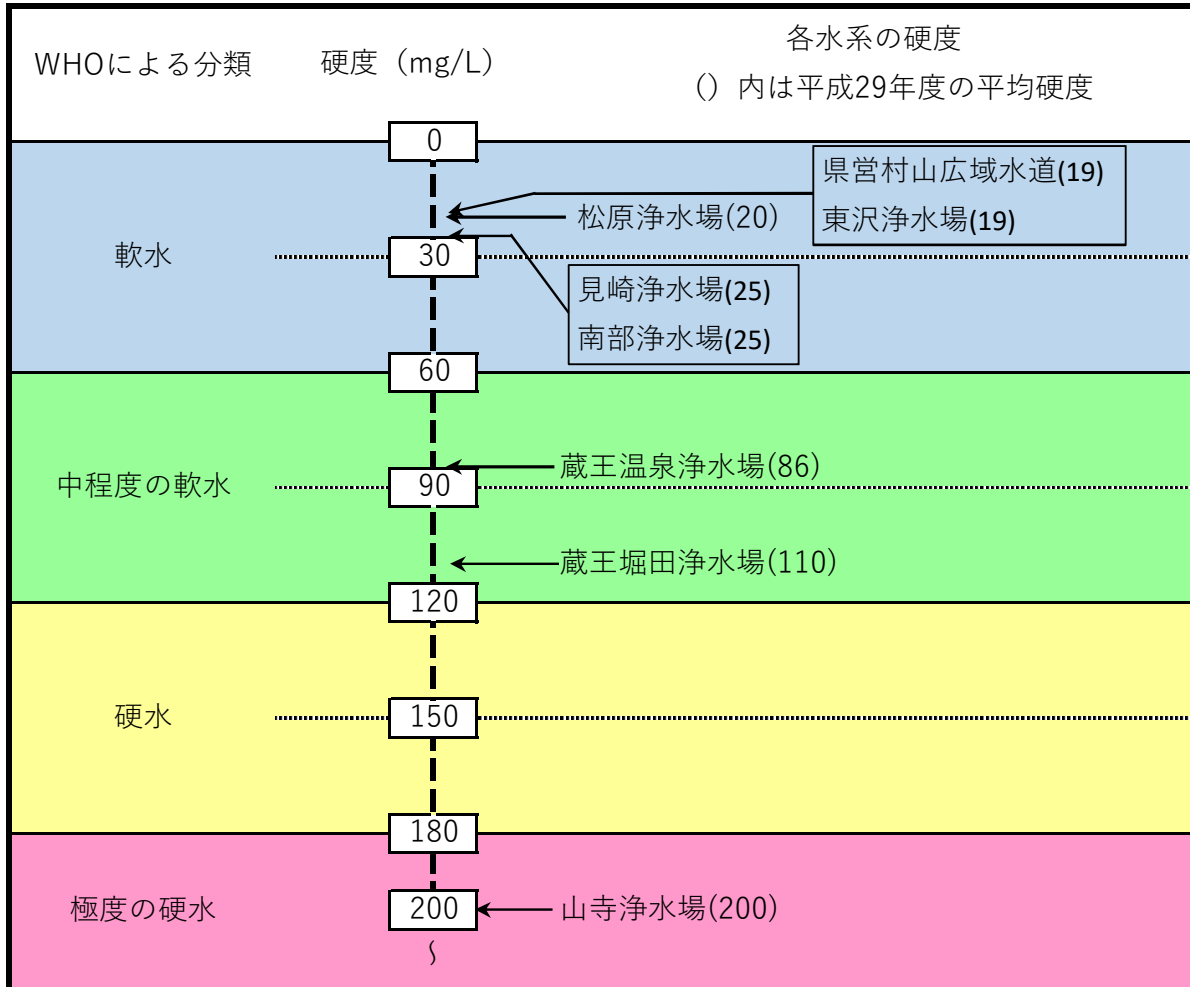 WHOによる分類
硬度（mg/L）
各水系の硬度
（）内は平成29年度の平均硬度
0
県営村山広域水道(19)
東沢浄水場(19)
松原浄水場(20)
軟水
30
見崎浄水場(25)
南部浄水場(25)
60
蔵王温泉浄水場(86)
中程度の軟水
90
蔵王堀田浄水場(110)
120
硬水
150
180
極度の硬水
200
山寺浄水場(200)
～